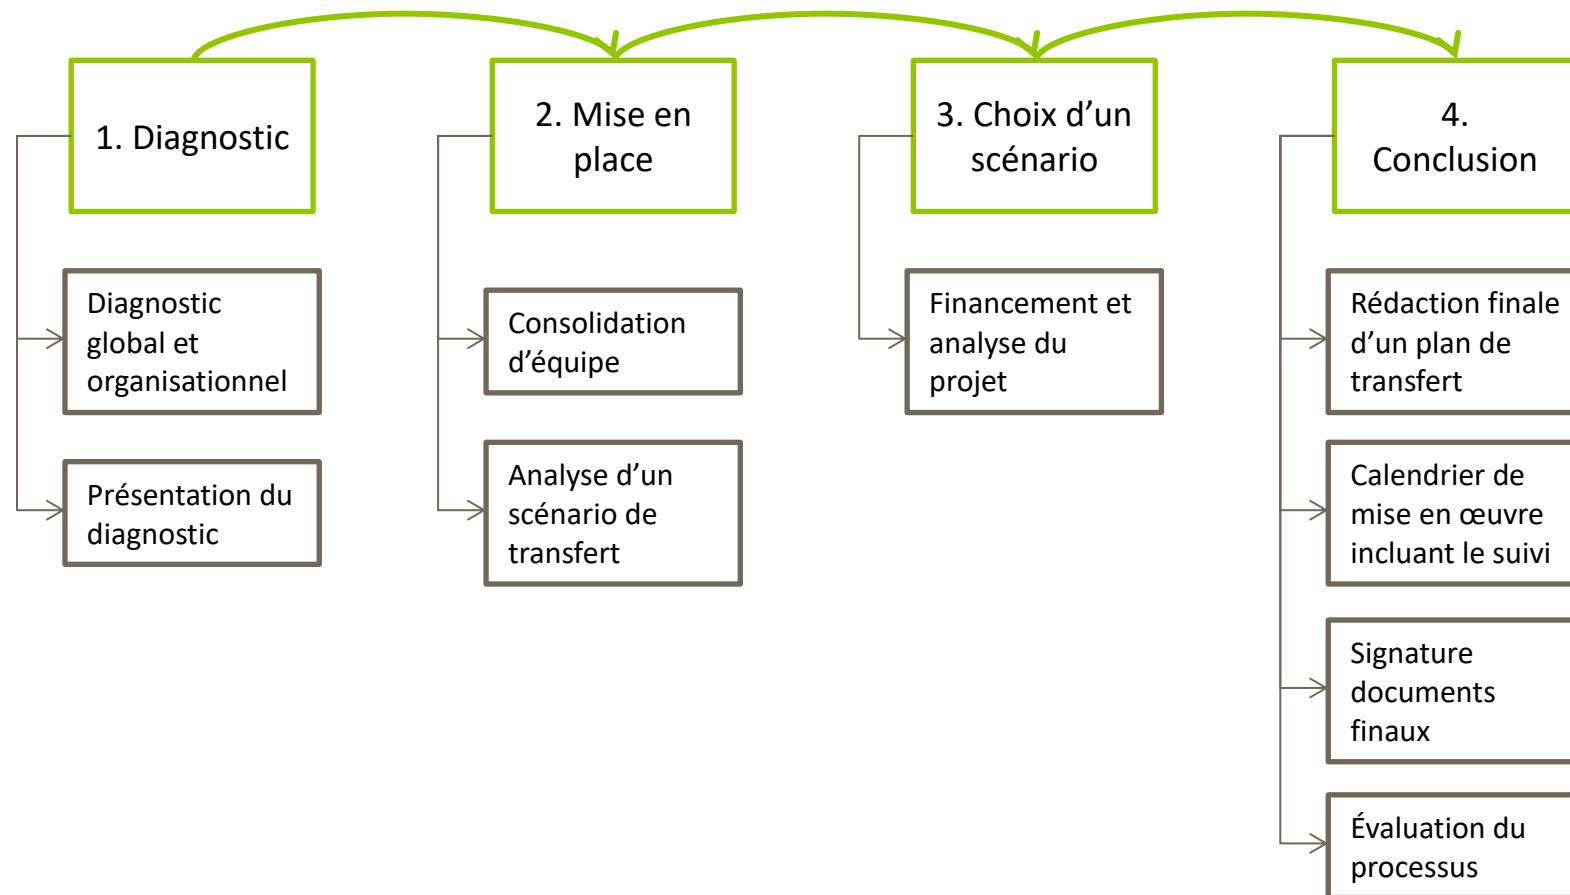 1. Diagnostic
Diagnostic
global et
organisationnel
Présentation du
diagnostic
2. Mise en
place
Consolidation
d’équipe
Analyse d’un
scénario de
transfert
3. Choix d’un
scénario
Financement et
analyse du
projet
4.
Conclusion
Rédaction finale
d’un plan de
transfert
Calendrier de
mise en œuvre
incluant le suivi
Signature
documents
finaux
Évaluation du
processus